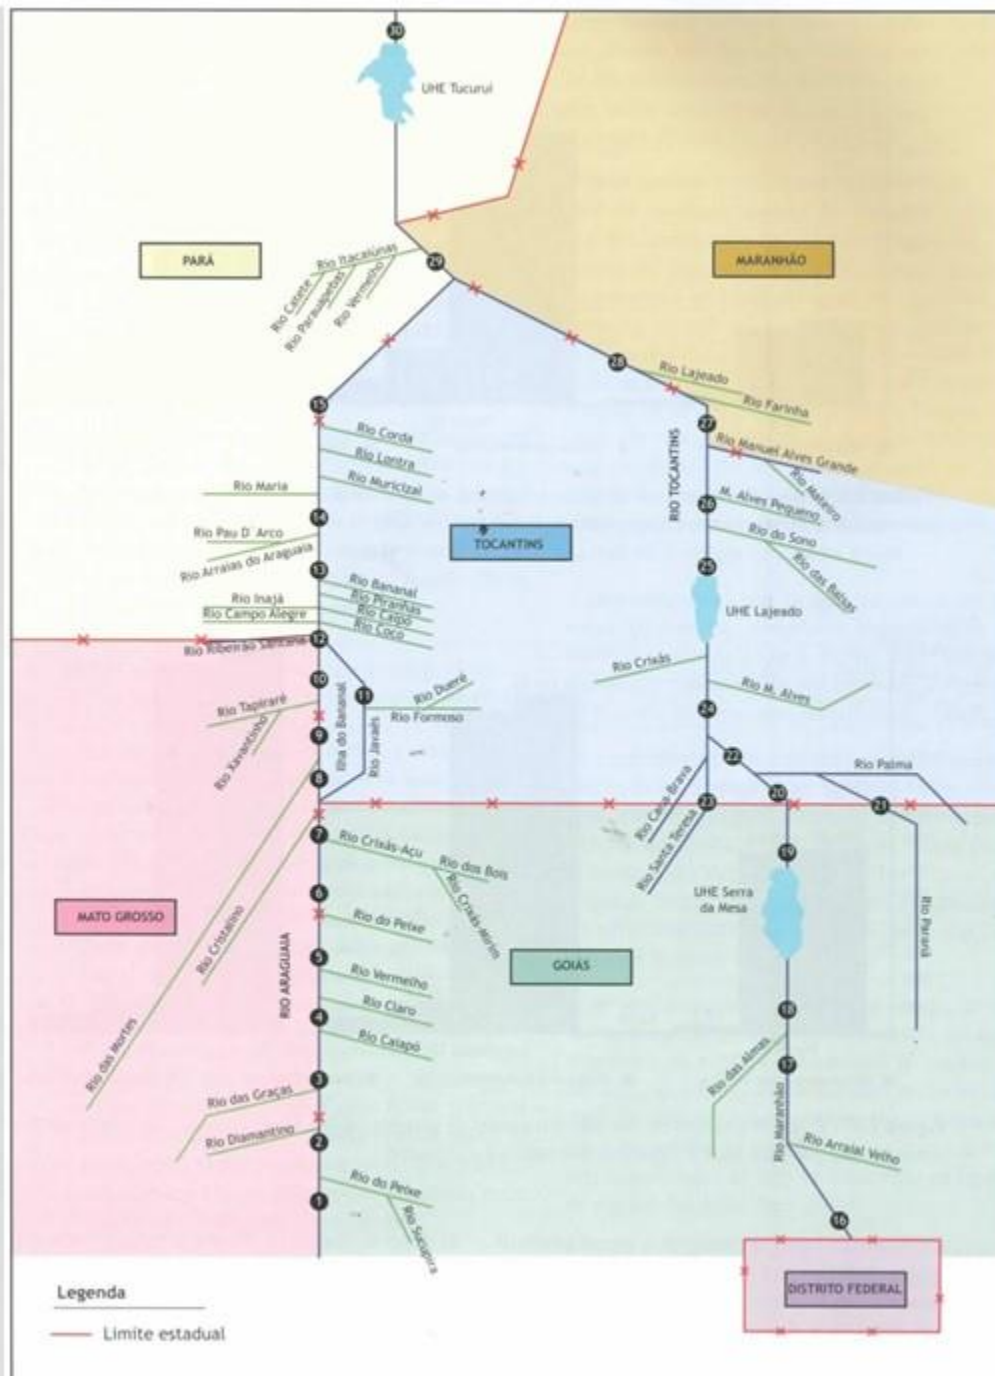 30
UHE Tucuruí
PARÁ
MARANHÃO
Rio Itacaiúnas
29
Rio Catete
Rio Parauapebas
Rio Vermelho
28
Rio Lajeado
Rio Farinha
15
27
Rio Corda
RIO TOCANTINS
Rio Manuel Alves Grande
Rio Lontra
Rio Mateiro
Rio Maria
Rio Muricizal
M. Alves Pequeno
26
14
TOCANTINS
Rio Pau D' Arco
Rio do Sono
Rio Arraias do Araguaia
13
25
Rio das Balsas
Rio Bananal
Rio Inajá
Rio Piranhas
UHE Lajeado
Rio Campo Alegre
Rio Caipó
Rio Coco
12
Rio Ribeirão Santana
Rio Crixás
10
11
Rio Dueré
Rio M. Alves
Rio Tapiraré
Rio Formoso
24
Rio Xavantinho
Ilha do Bananal
Rio Javaés
9
22
Rio Palma
8
Rio Cana-Brava
20
23
21
Rio Santa Teresa
7
Rio Crixás-Açu
Rio dos Bois
19
6
Rio Crixás-Mirim
UHE Serra
da Mesa
MATO GROSSO
Rio do Peixe
Rio Cristalino
Rio Paranã
5
GOIÁS
RIO ARAGUAIA
Rio Vermelho
Rio Claro
18
4
Rio das Mortes
Rio Caiapó
Rio das Almas
17
3
Rio das Graças
Rio Maranhão
2
Rio Diamantino
Rio Arraial Velho
Rio do Peixe
1
Rio Sucupira
16
DISTRITO FEDERAL
Legenda
Limite estadual